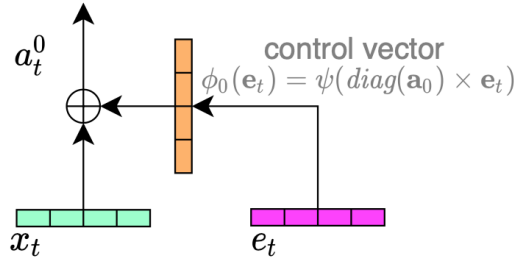 a_t^0
control vector
ϕ_0(e_t) = ψ(diag(a_0) × e_t)
x_t
e_t